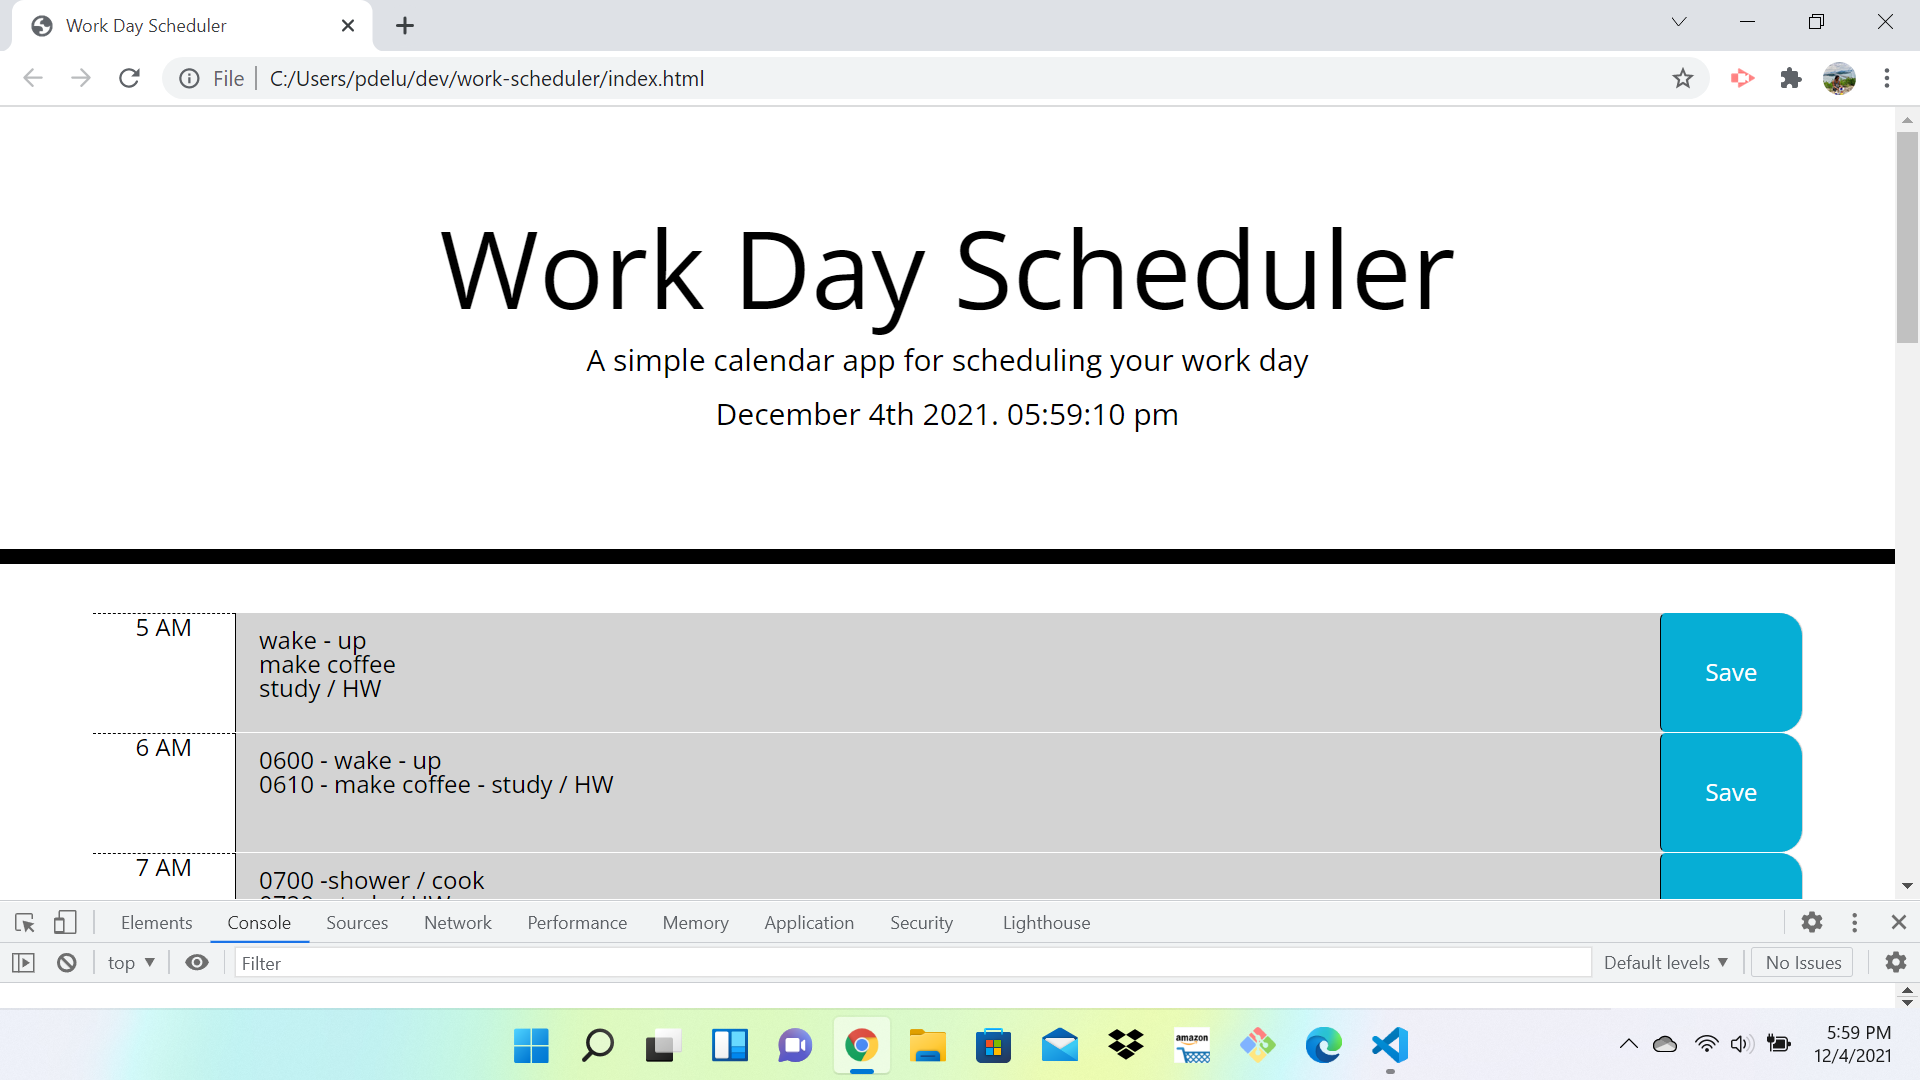 Work Day Scheduler
File
C:/Users/pdelu/dev/work-scheduler/index.html
Work Day Scheduler
A simple calendar app for scheduling your work day
December 4th 2021. 05:59:10 pm
5 AM
wake - up
make coffee
study / HW
Save
6 AM
0600 - wake - up
0610 - make coffee - study / HW
Save
7 AM
0700 -shower / cook
Elements Console Sources Network Performance Memory Application Security Lighthouse
top Filter Default levels No Issues
amazon
5:59 PM
12/4/2021